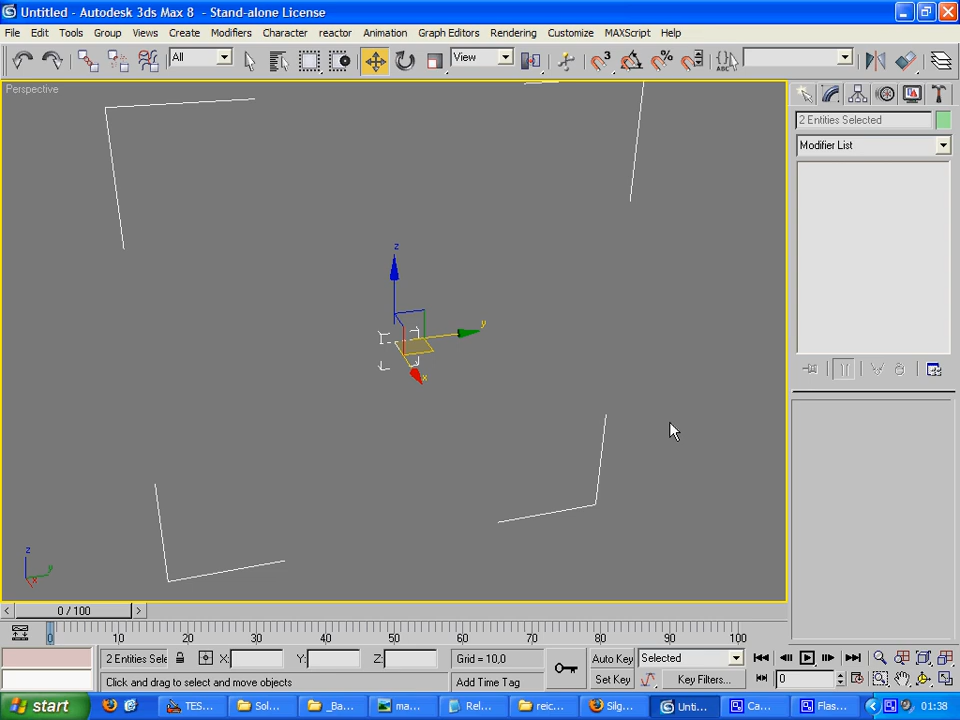 Untitled - Autodesk 3ds Max 8 - Stand-alone License
File Edit Tools Group Views Create Modifiers Character reactor Animation Graph Editors Rendering Customize MAXScript Help
All View
Perspective
2 Entities Selected
Modifier List
z
y
x
z
y
x
0 / 100
0 10 20 30 40 50 60 70 80 90 100
2 Entities Sele X: Y: Z: Grid = 10,0 Auto Key Selected
Click and drag to select and move objects Add Time Tag Set Key Key Filters... 0
start TES... Sol... _Ba... ma... Rel... reic... Silg... Unti... Ca... Flas... 01:38